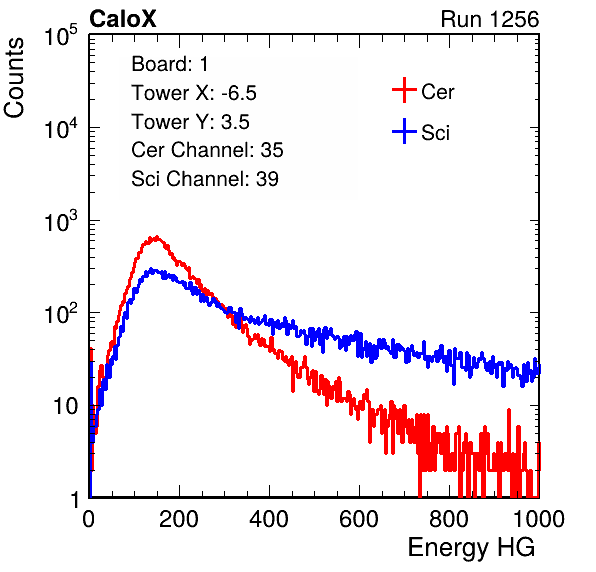 CaloX Run 1256
Counts
10^5
10^4
10^3
10^2
10
1
Board: 1
Tower X: -6.5
Tower Y: 3.5
Cer Channel: 35
Sci Channel: 39
Cer
Sci
0 200 400 600 800 1000
Energy HG